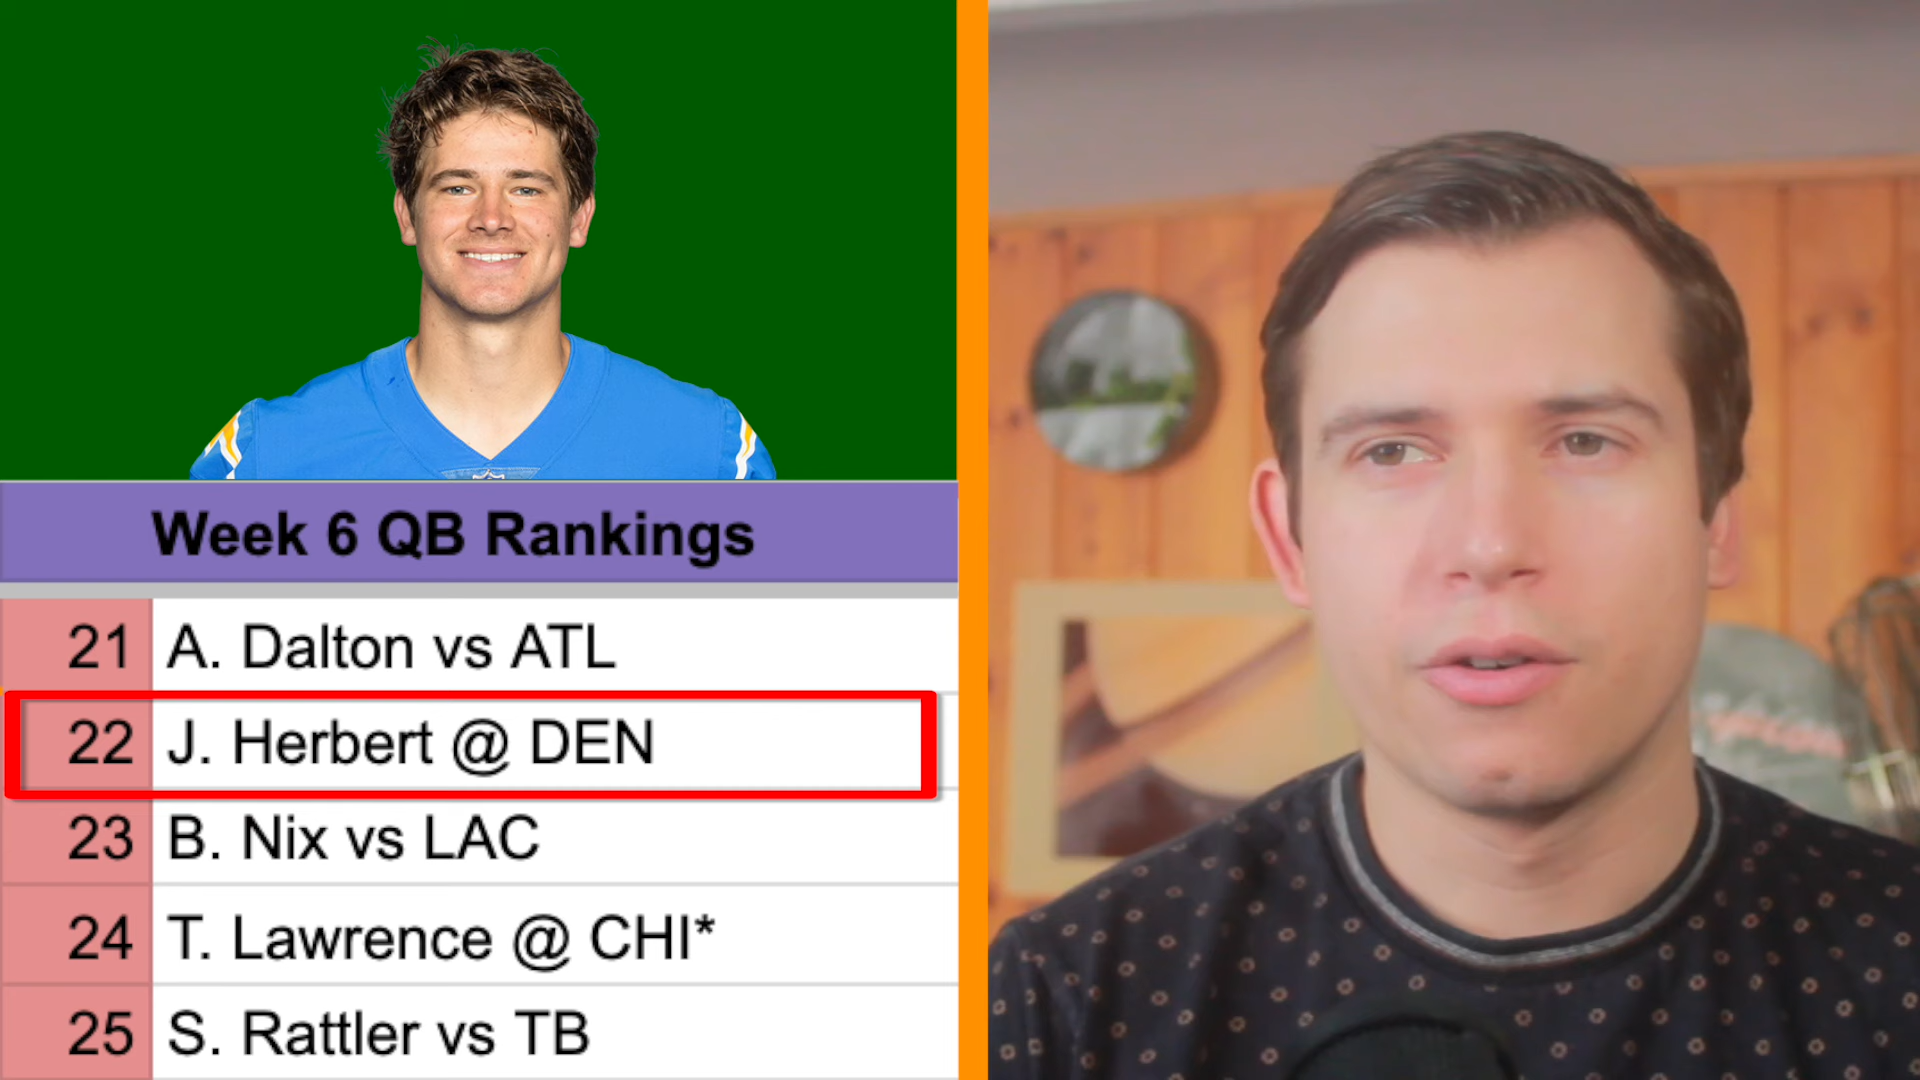 Week 6 QB Rankings
21 A. Dalton vs ATL
22 J. Herbert @ DEN
23 B. Nix vs LAC
24 T. Lawrence @ CHI*
25 S. Rattler vs TB